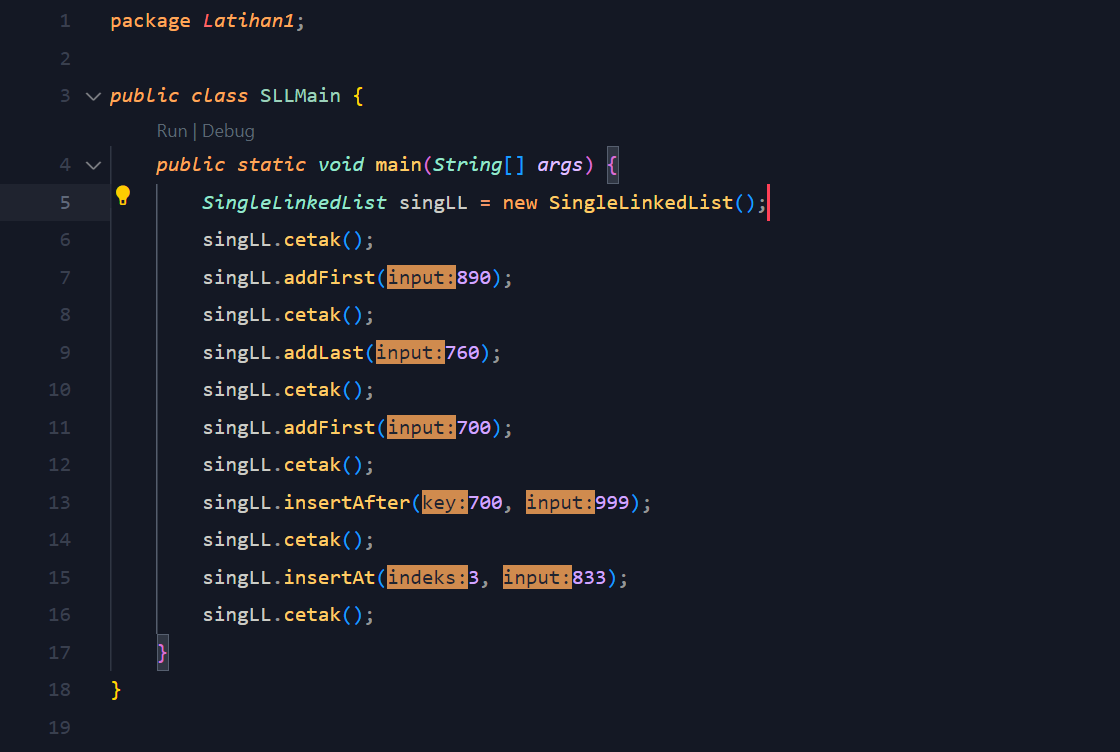 1 package Latihan1;
2
3 public class SLLMain {
Run | Debug
4 public static void main(String[] args) {
5 SingleLinkedList singLL = new SingleLinkedList();
6 singLL.cetak();
7 singLL.addFirst(input:890);
8 singLL.cetak();
9 singLL.addLast(input:760);
10 singLL.cetak();
11 singLL.addFirst(input:700);
12 singLL.cetak();
13 singLL.insertAfter(key:700, input:999);
14 singLL.cetak();
15 singLL.insertAt(indeks:3, input:833);
16 singLL.cetak();
17 }
18 }
19